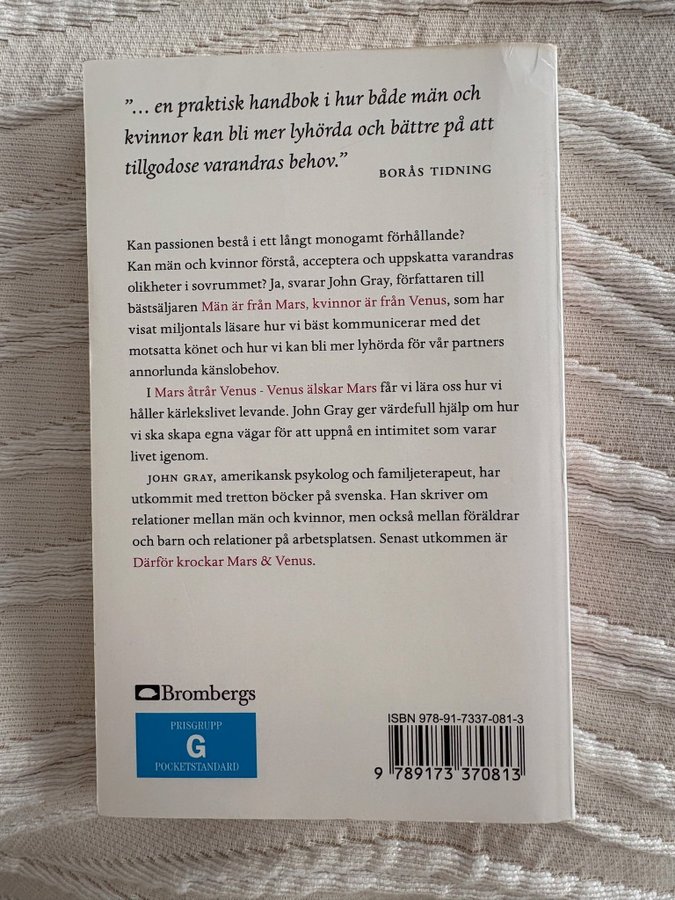 ”... en praktisk handbok i hur både män och
kvinnor kan bli mer lyhörda och bättre på att
tillgodose varandras behov.”
BORÅS TIDNING
Kan passionen bestå i ett långt monogamt förhållande?
Kan män och kvinnor förstå, acceptera och uppskatta varandras
olikheter i sovrummet? Ja, svarar John Gray, författaren till
bästsäljaren Män är från Mars, kvinnor är från Venus, som har
visat miljontals läsare hur vi bäst kommunicerar med det
motsatta könet och hur vi kan bli mer lyhörda för vår partners
annorlunda känslobehov.
I Mars åtrår Venus - Venus älskar Mars får vi lära oss hur vi
håller kärlekslivet levande. John Gray ger värdefull hjälp om hur
vi ska skapa egna vägar för att uppnå en intimitet som varar
livet igenom.
JOHN GRAY, amerikansk psykolog och familjeterapeut, har
utkommit med tretton böcker på svenska. Han skriver om
relationer mellan män och kvinnor, men också mellan föräldrar
och barn och relationer på arbetsplatsen. Senast utkommen är
Därför krockar Mars & Venus.
Brombergs
PRISGRUPP
G
POCKETSTANDARD
ISBN 978-91-7337-081-3
9 789173 370813